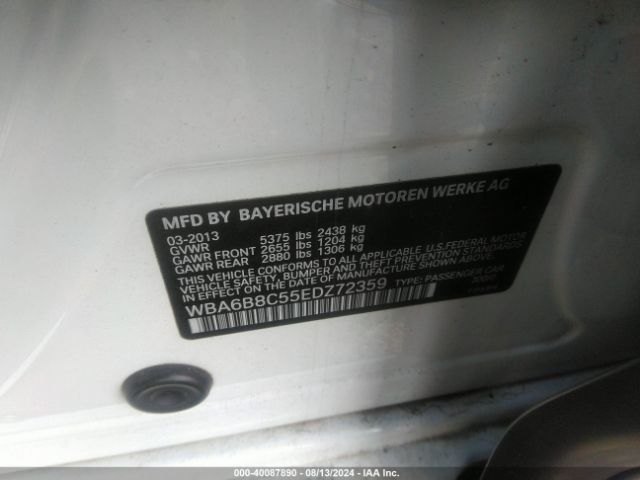 MFD BY BAYERISCHE MOTOREN WERKE AG
03-2013
GVWR 5375 lbs 2438 kg
GAWR FRONT 2655 lbs 1204 kg
GAWR REAR 2880 lbs 1306 kg
THIS VEHICLE CONFORMS TO ALL APPLICABLE U.S. FEDERAL MOTOR
VEHICLE SAFETY, BUMPER AND THEFT PREVENTION STANDARDS
IN EFFECT ON THE DATE OF MANUFACTURE SHOWN ABOVE.
WBA6B8C55EDZ72359 TYPE: PASSENGER CAR
000-40087890 - 08/13/2024 - IAA Inc.